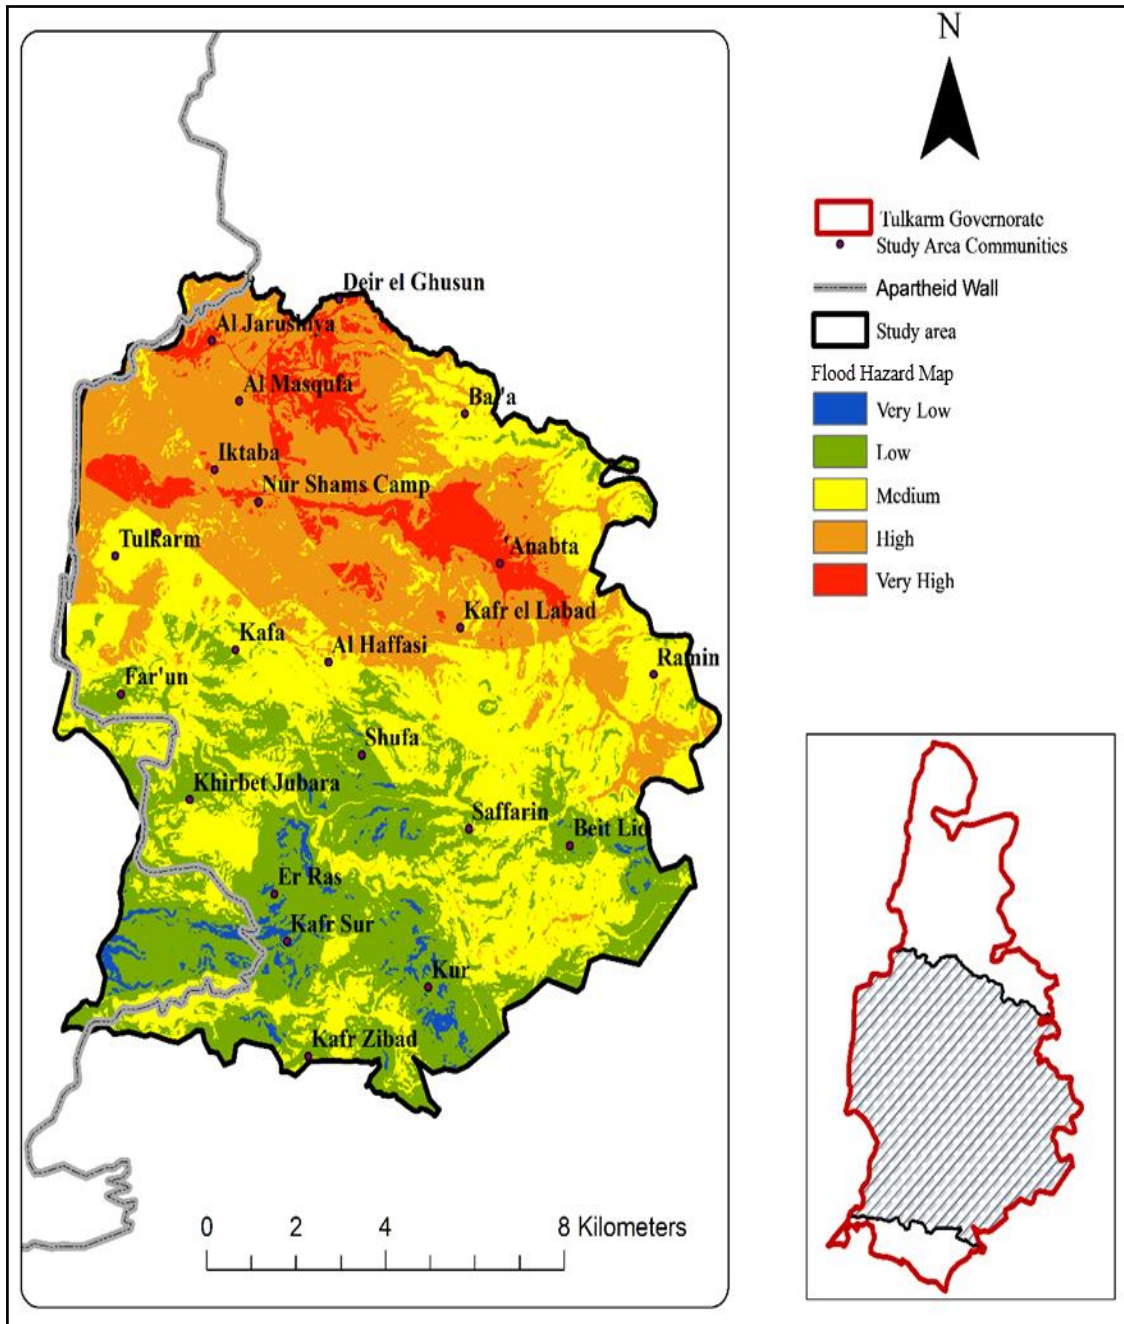 N
Tulkarm Governorate
Study Area Communities
Apartheid Wall
Study area
Flood Hazard Map
Very Low
Low
Medium
High
Very High
Deir el Ghusun
Al Jarushiya
Al Masqufa
Bal'a
Iktaba
Nur Shams Camp
Tulkarm
'Anabta
Kafr el Labad
Kafa
Al Haffasi
Ramin
Far'un
Shufa
Khirbet Jubara
Saffarin
Beit Lid
Er Ras
Kafr Sur
Kur
Kafr Zibad
0 2 4 8 Kilometers